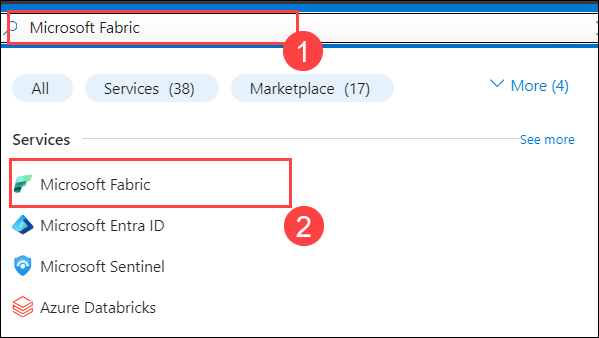 Microsoft Fabric
1
All Services (38) Marketplace (17) More (4)
Services See more
Microsoft Fabric
2
Microsoft Entra ID
Microsoft Sentinel
Azure Databricks